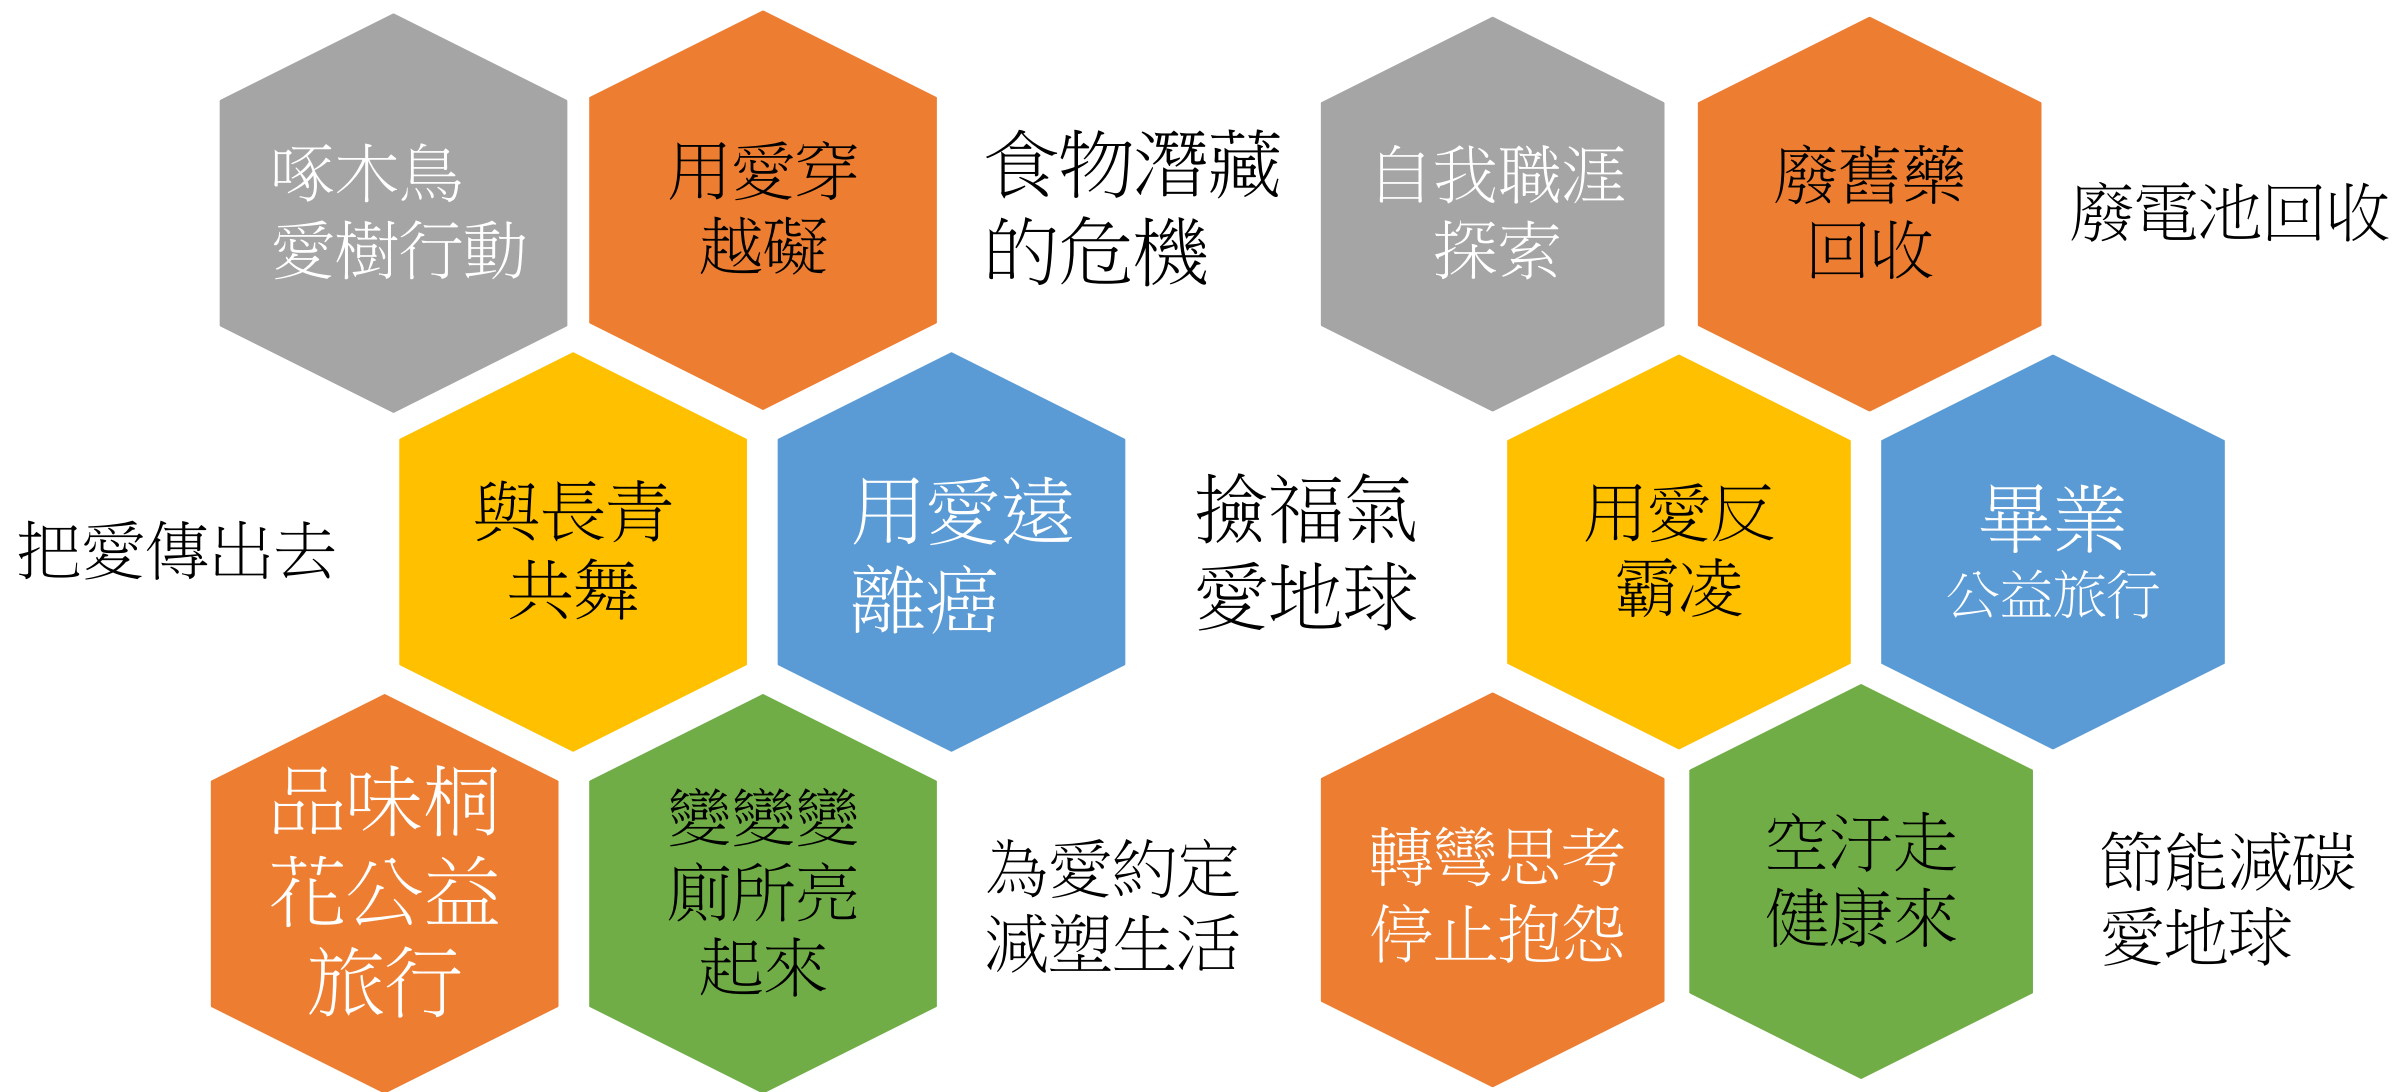 啄木鳥
愛樹行動
用愛穿
越礙
食物潛藏
的危機
自我職涯
探索
廢舊藥
回收
廢電池回收
把愛傳出去
與長青
共舞
用愛遠
離癌
撿福氣
愛地球
用愛反
霸凌
畢業
公益旅行
品味桐
花公益
旅行
變變變
廁所亮
起來
為愛約定
減塑生活
轉彎思考
停止抱怨
空汙走
健康來
節能減碳
愛地球